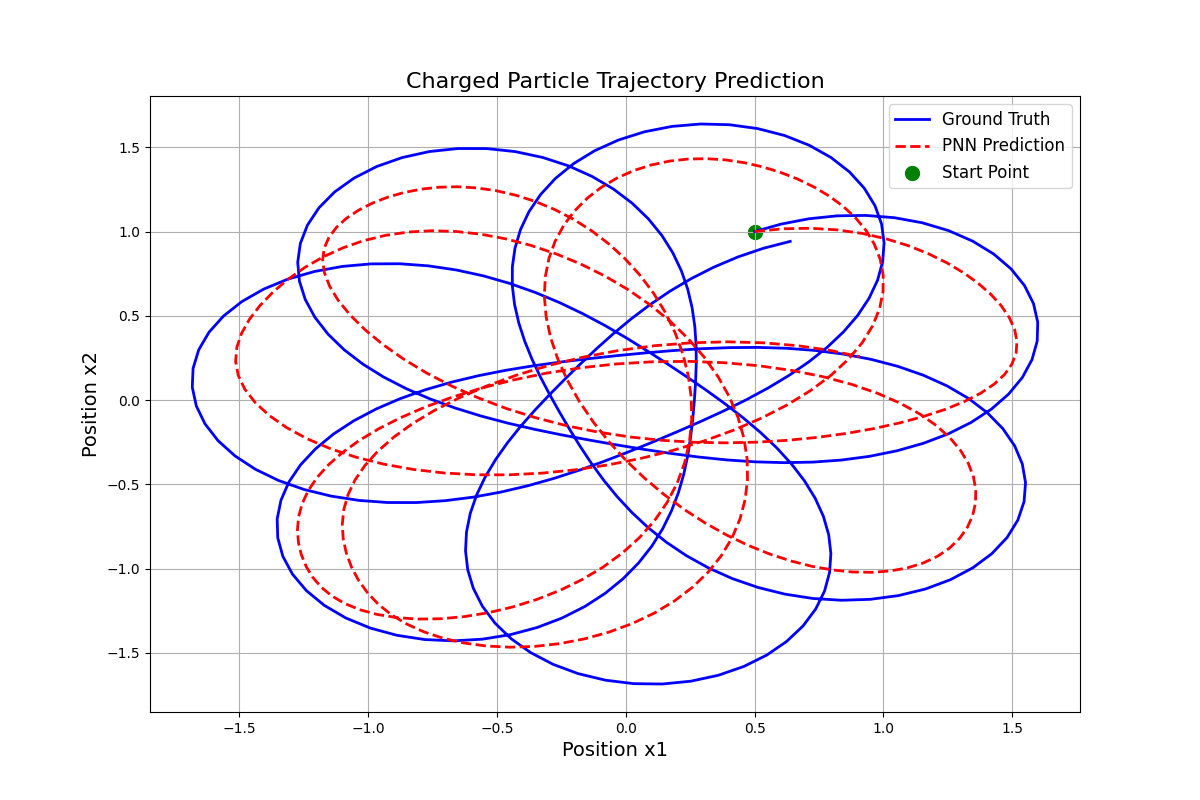 Charged Particle Trajectory Prediction
Ground Truth
PNN Prediction
Start Point
1.5
1.0
0.5
0.0
−0.5
−1.0
−1.5
Position x2
−1.5 −1.0 −0.5 0.0 0.5 1.0 1.5
Position x1